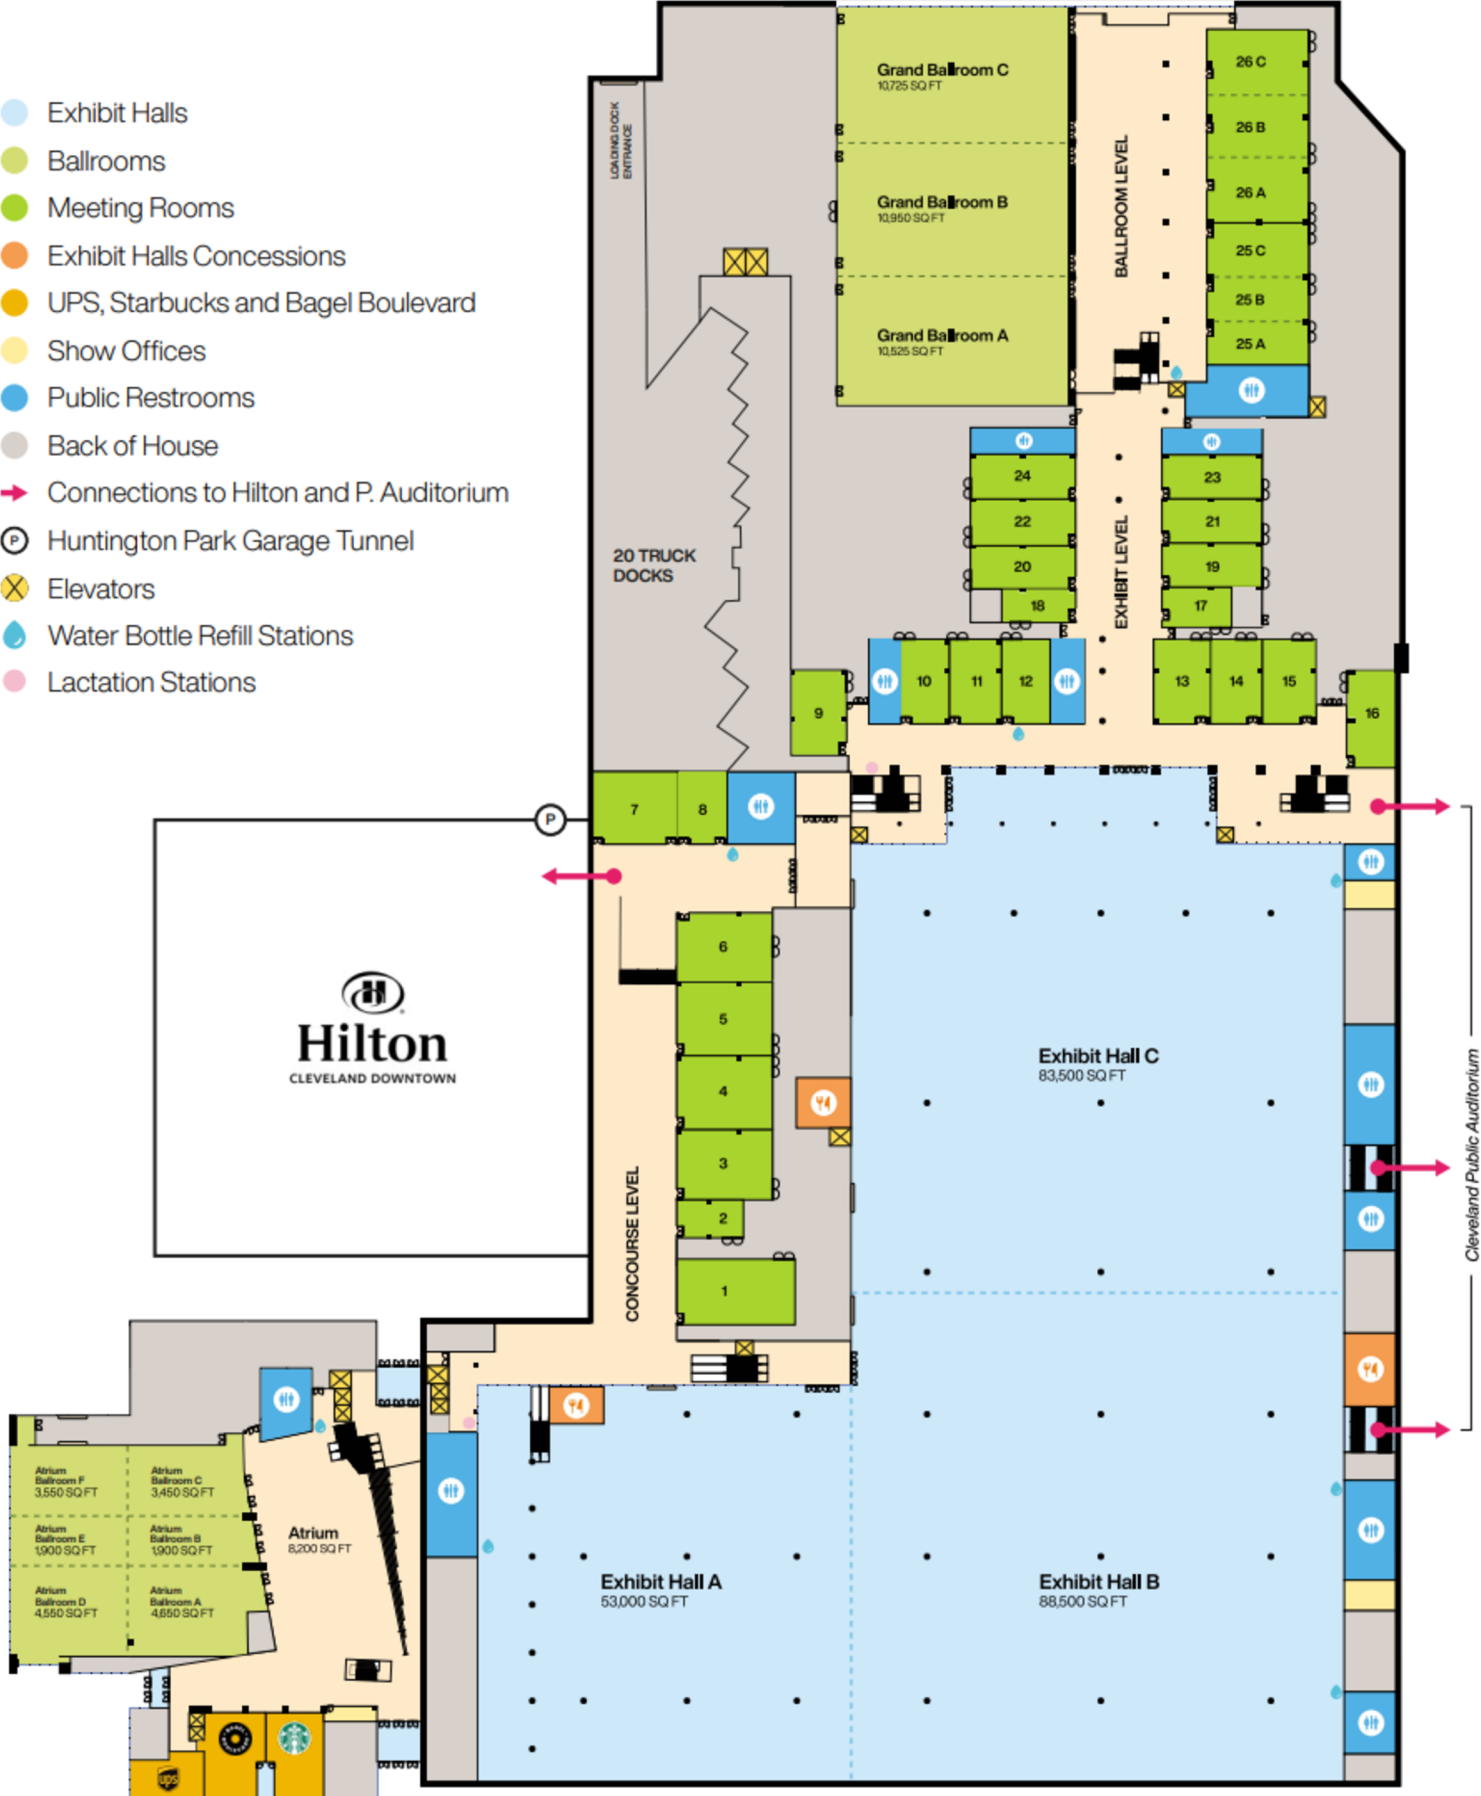 Exhibit Halls
Ballrooms
Meeting Rooms
Exhibit Halls Concessions
UPS, Starbucks and Bagel Boulevard
Show Offices
Public Restrooms
Back of House
Connections to Hilton and P. Auditorium
P Huntington Park Garage Tunnel
Elevators
Water Bottle Refill Stations
Lactation Stations
LOADING DOCK
ENTRANCE
Grand Ballroom C
10,725 SQ FT
Grand Ballroom B
10,950 SQ FT
Grand Ballroom A
10,525 SQ FT
BALLROOM LEVEL
26 C
26 B
26 A
25 C
25 B
25 A
20 TRUCK
DOCKS
24
22
20
18
EXHIBIT LEVEL
23
21
19
17
9
10
11
12
13
14
15
16
7
8
P
Hilton
CLEVELAND DOWNTOWN
6
5
4
3
2
1
CONCOURSE LEVEL
Exhibit Hall C
83,500 SQ FT
Cleveland Public Auditorium
Exhibit Hall A
53,000 SQ FT
Exhibit Hall B
88,500 SQ FT
Atrium
Ballroom F
3,550 SQ FT
Atrium
Ballroom C
3,450 SQ FT
Atrium
Ballroom E
1,900 SQ FT
Atrium
Ballroom B
1,900 SQ FT
Atrium
Ballroom D
4,550 SQ FT
Atrium
Ballroom A
4,650 SQ FT
Atrium
8,200 SQ FT
ups